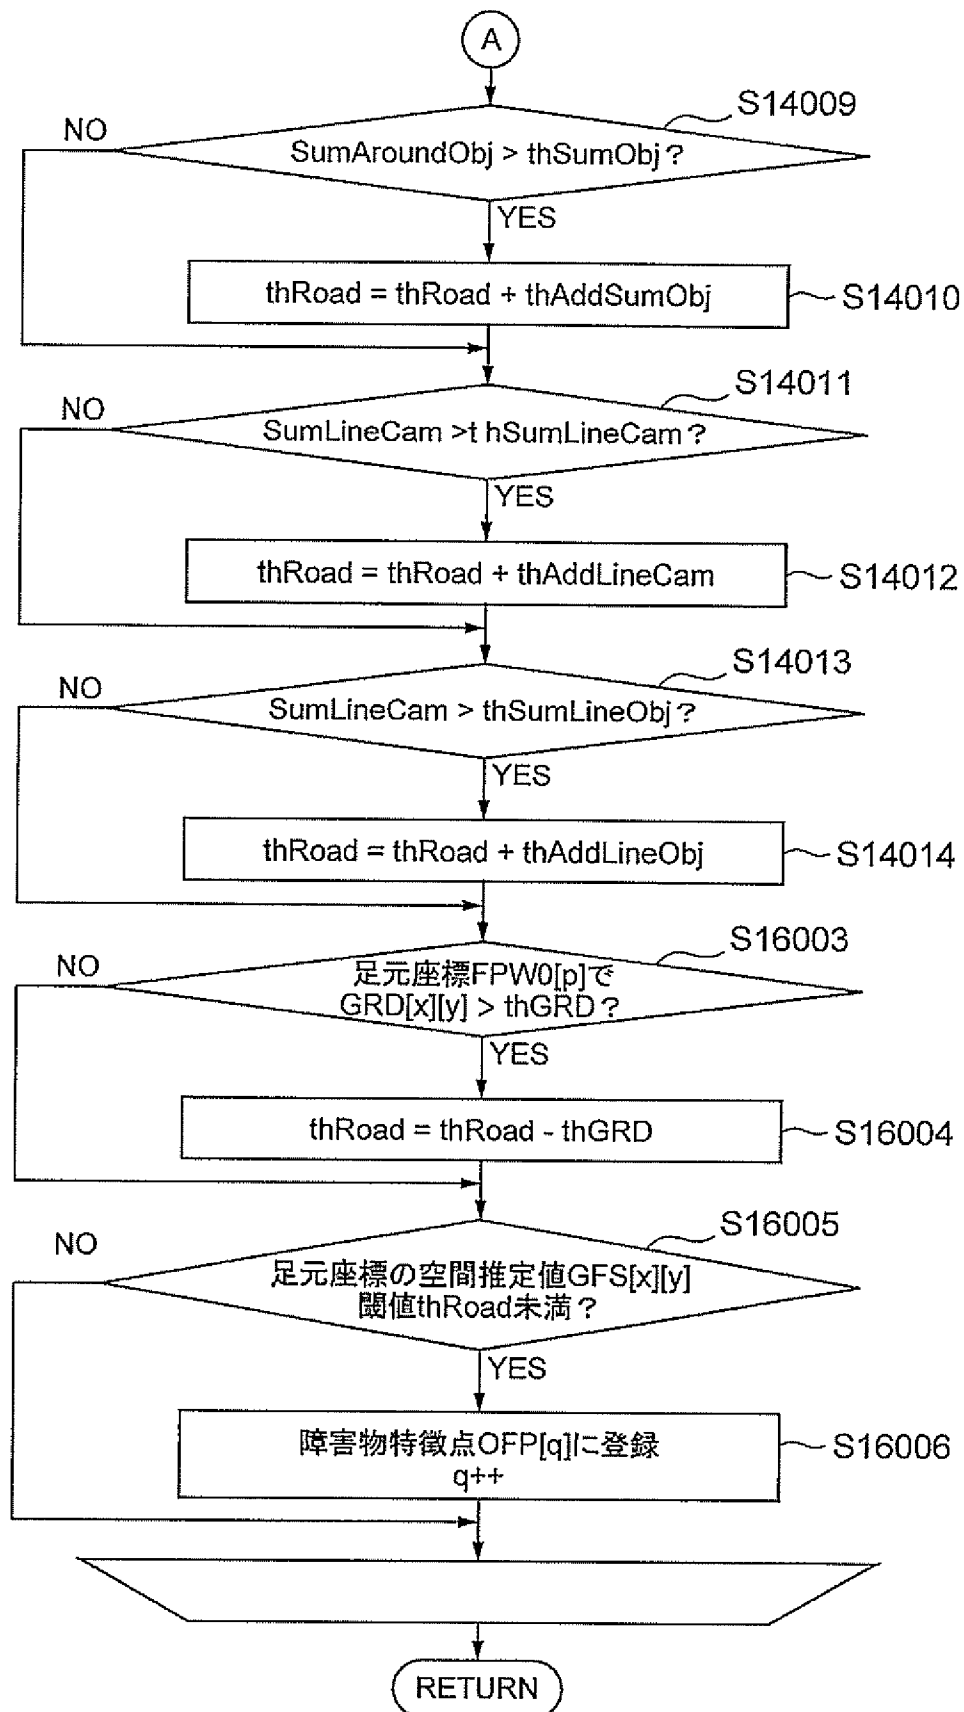 A
S14009
NO
SumAroundObj > thSumObj？
YES
thRoad = thRoad + thAddSumObj
S14010
S14011
NO
SumLineCam >t hSumLineCam？
YES
thRoad = thRoad + thAddLineCam
S14012
S14013
NO
SumLineCam > thSumLineObj？
YES
thRoad = thRoad + thAddLineObj
S14014
S16003
NO
足元座標FPW0[p]で
GRD[x][y] > thGRD？
YES
thRoad = thRoad - thGRD
S16004
S16005
NO
足元座標の空間推定値GFS[x][y]
閾値thRoad未満？
YES
障害物特徴点OFP[q]に登録
q++
S16006
RETURN